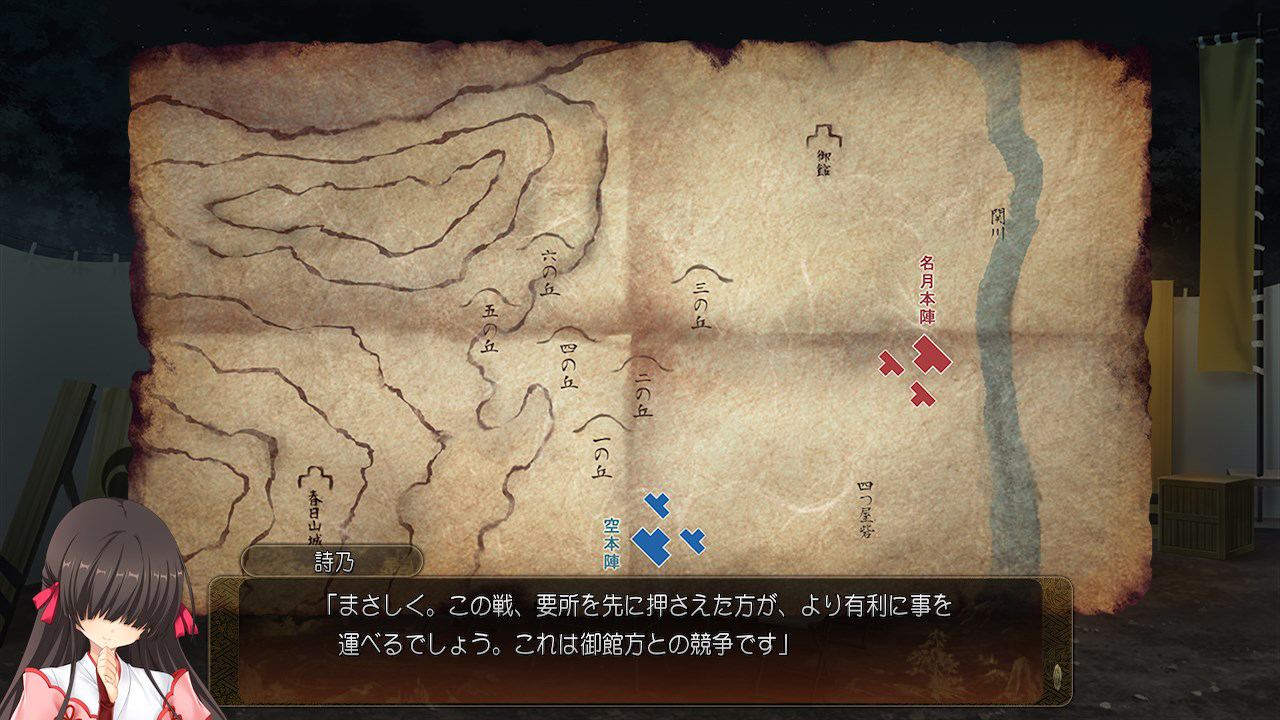 御館
関川
名月本陣
六の丘
五の丘
四の丘
三の丘
二の丘
一の丘
四つ屋砦
春日山城
空本陣
詩乃
「まさしく。この戦、要所を先に押さえた方が、より有利に事を
運べるでしょう。これは御館方との競争です」